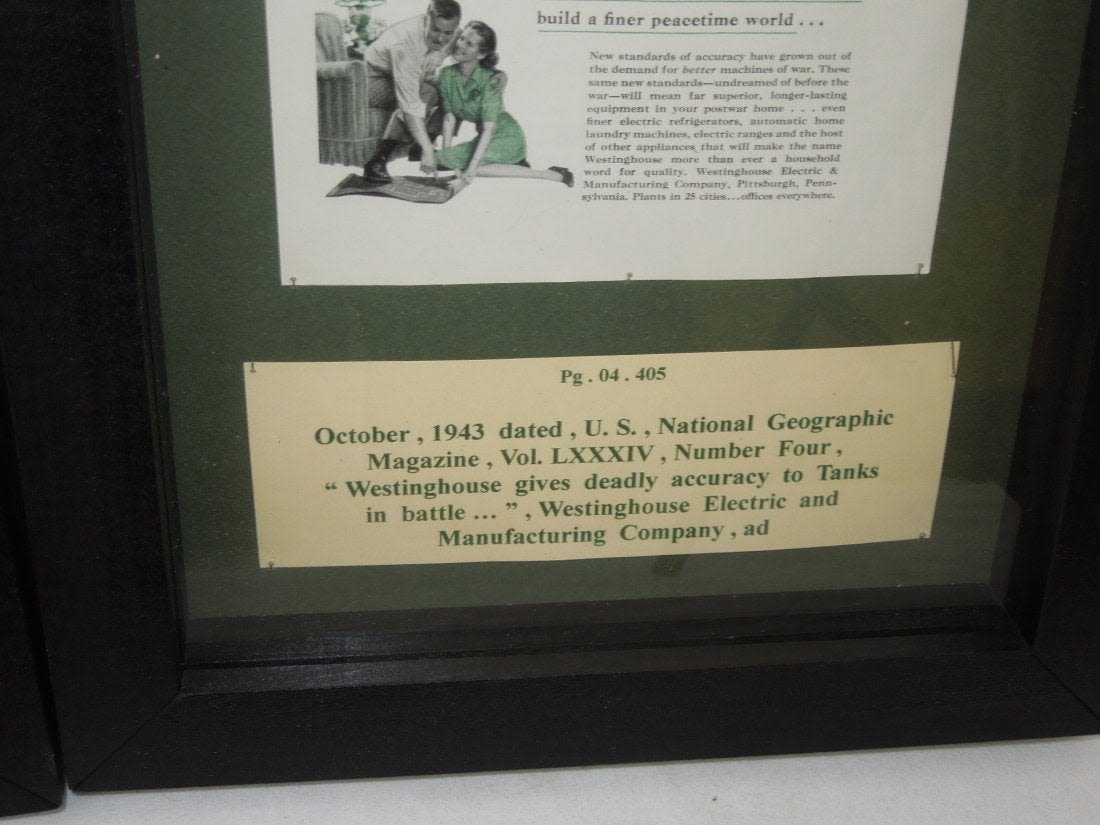 build a finer peacetime world . . .
New standards of accuracy have grown out of
the demand for better machines of war. These
same new standards—undreamed of before the
war—will mean far superior, longer-lasting
equipment in your postwar home . . . even
finer electric refrigerators, automatic home
laundry machines, electric ranges and the host
of other appliances that will make the name
Westinghouse more than ever a household
word for quality. Westinghouse Electric &
Manufacturing Company, Pittsburgh, Penn-
sylvania. Plants in 25 cities...offices everywhere.
Pg . 04 . 405
October , 1943 dated , U. S. , National Geographic
Magazine , Vol. LXXXIV , Number Four ,
“ Westinghouse gives deadly accuracy to Tanks
in battle ... ” , Westinghouse Electric and
Manufacturing Company , ad